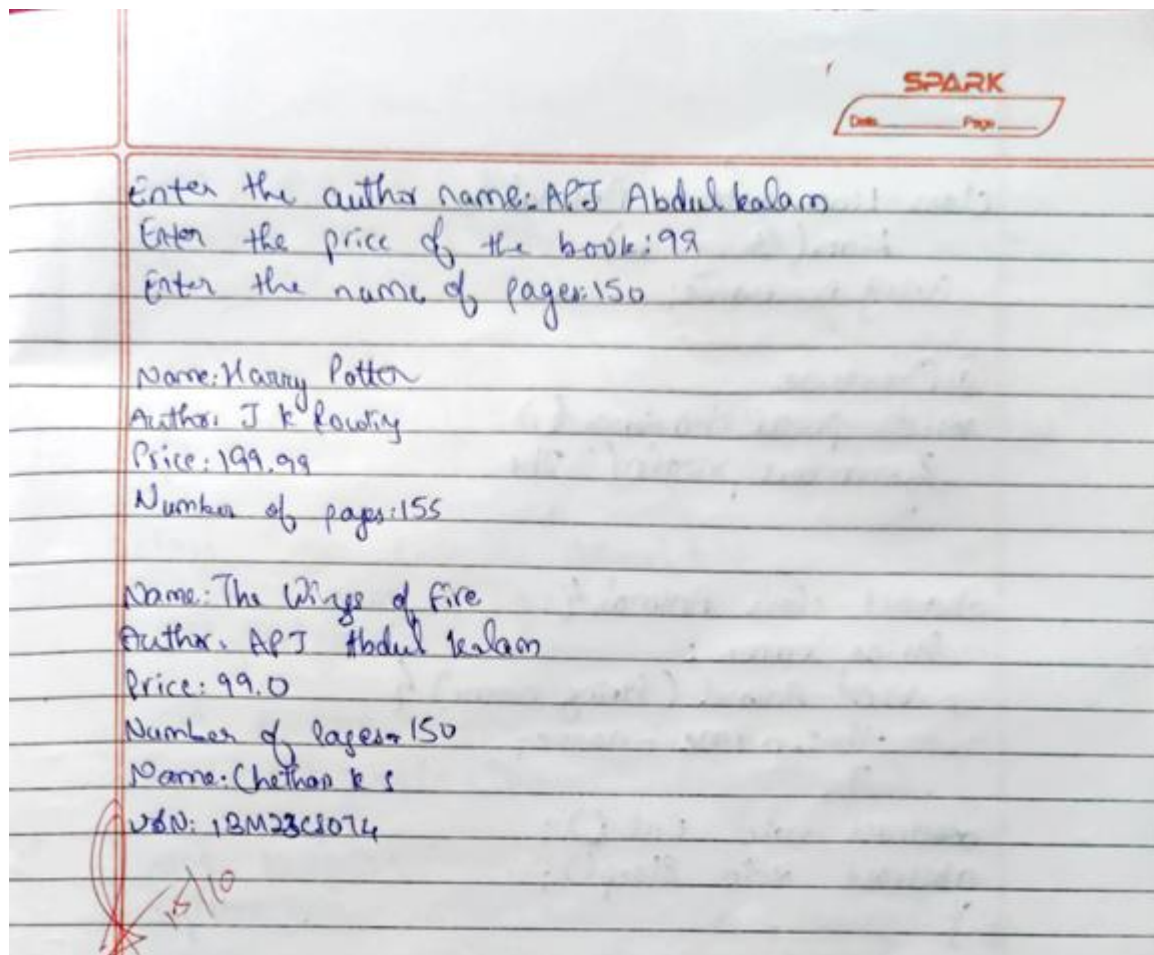 SPARK
Date Page
Enter the author name: APJ Abdul kalam
Enter the price of the book: 99
Enter the name of pages: 150
Name: Harry Potter
Author: J K Rowling
Price: 199.99
Number of pages: 155
Name: The Wings of fire
Author: APJ Abdul kalam
Price: 99.0
Number of Pages: 150
Name: Chethan K S
USN: 1BM23CS074
15/10